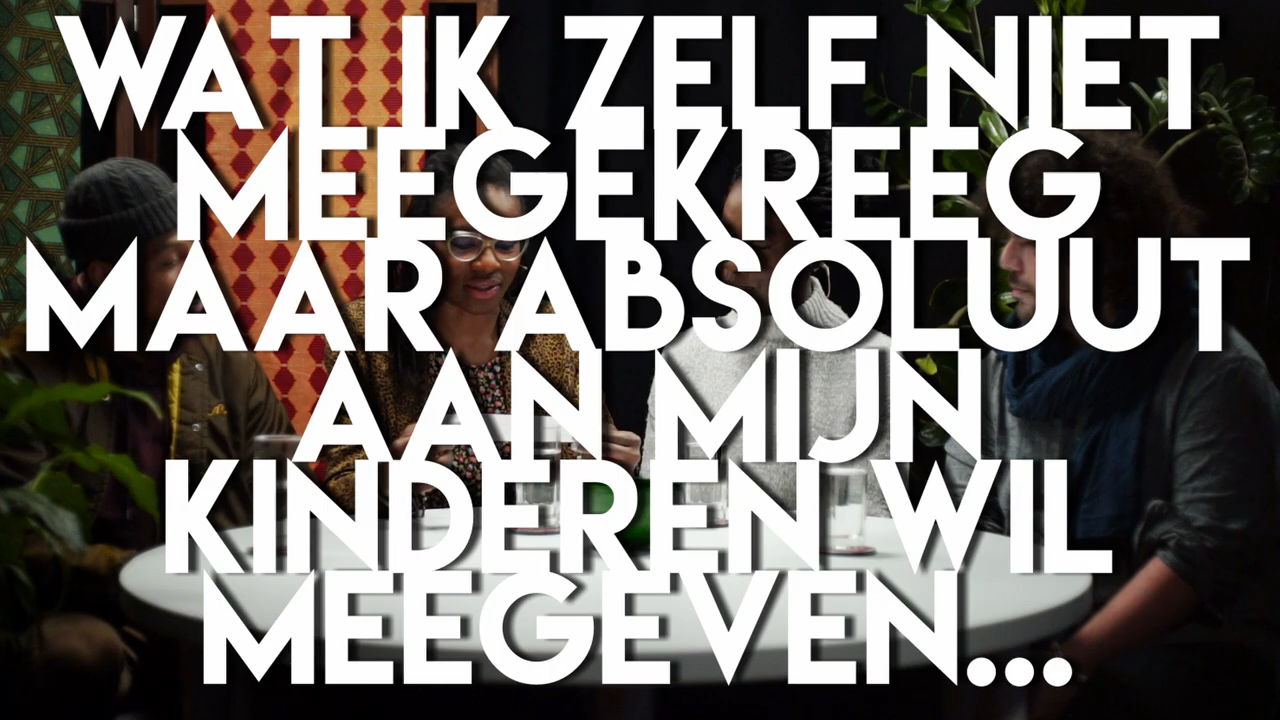 WAT IK ZELF NIET
MEEGEKREEG
MAAR ABSOLUUT
AAN MIJN
KINDEREN WIL
MEEGEVEN...